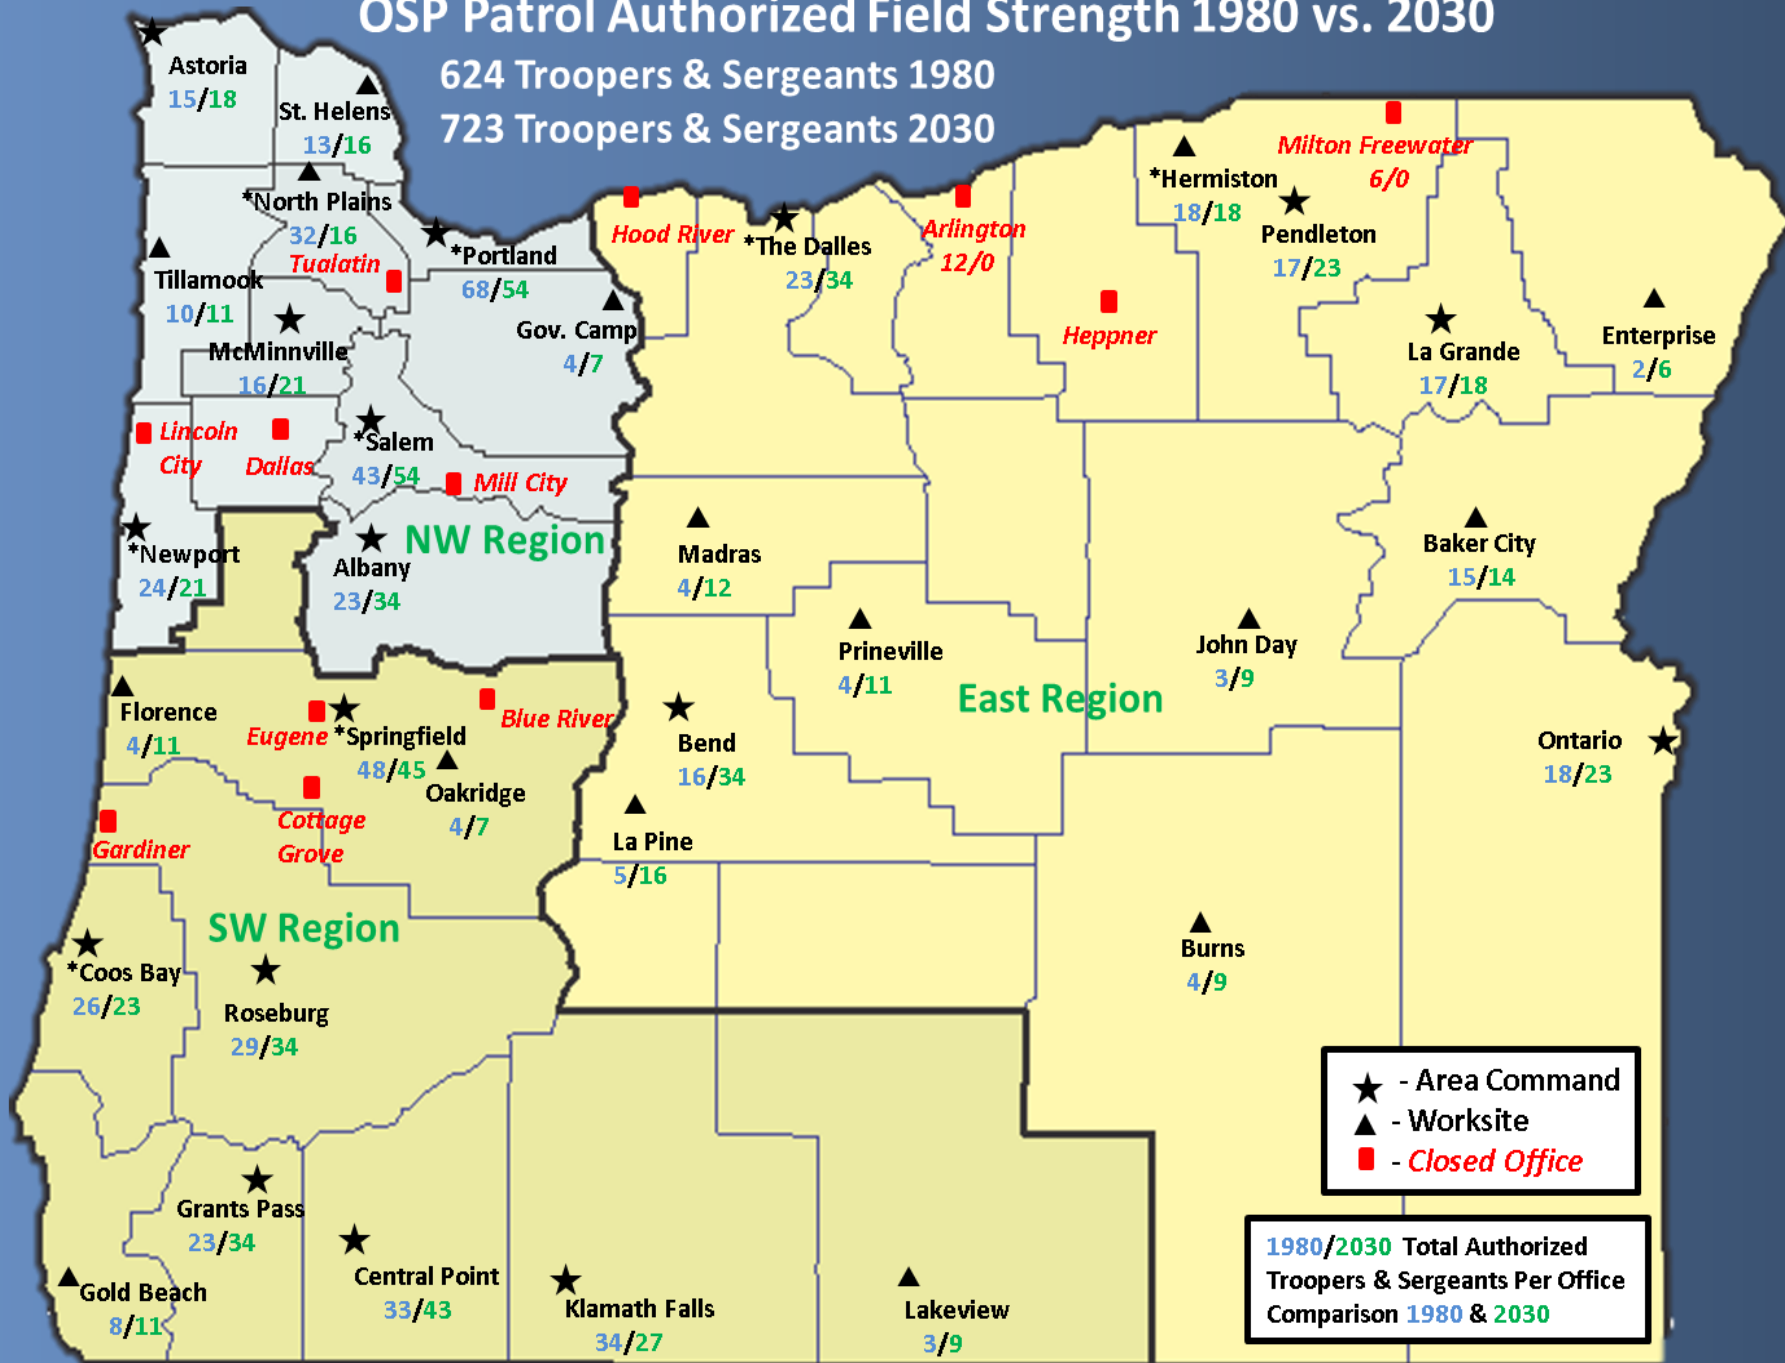 OSP Patrol Authorized Field Strength 1980 vs. 2030
624 Troopers & Sergeants 1980
723 Troopers & Sergeants 2030
Astoria
15/18
St. Helens
13/16
*North Plains
32/16
Tualatin
*Portland
68/54
Tillamook
10/11
McMinnville
16/21
Gov. Camp
4/7
Lincoln
City
Dallas
*Salem
43/54
Mill City
*Newport
24/21
Albany
23/34
NW Region
Hood River
*The Dalles
23/34
Arlington
12/0
Heppner
*Hermiston
18/18
Milton Freewater
6/0
Pendleton
17/23
La Grande
17/18
Enterprise
2/6
Madras
4/12
Prineville
4/11
East Region
John Day
3/9
Baker City
15/14
Ontario
18/23
Bend
16/34
La Pine
5/16
Burns
4/9
Florence
4/11
Eugene
*Springfield
48/45
Blue River
Oakridge
4/7
Cottage
Grove
Gardiner
SW Region
*Coos Bay
26/23
Roseburg
29/34
Grants Pass
23/34
Gold Beach
8/11
Central Point
33/43
Klamath Falls
34/27
Lakeview
3/9
- Area Command
- Worksite
- Closed Office
1980/2030 Total Authorized
Troopers & Sergeants Per Office
Comparison 1980 & 2030